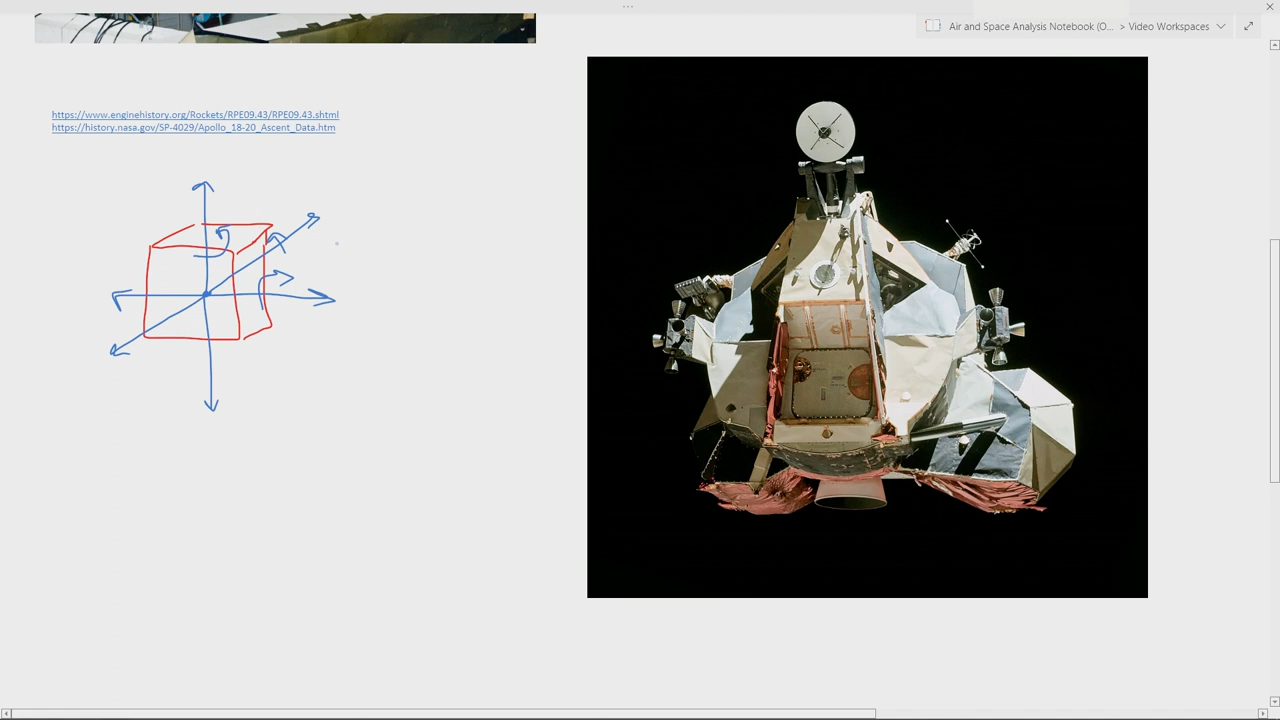 Air and Space Analysis Notebook (O... > Video Workspaces
https://www.enginehistory.org/Rockets/RPE09.43/RPE09.43.shtml
https://history.nasa.gov/SP-4029/Apollo_18-20_Ascent_Data.htm